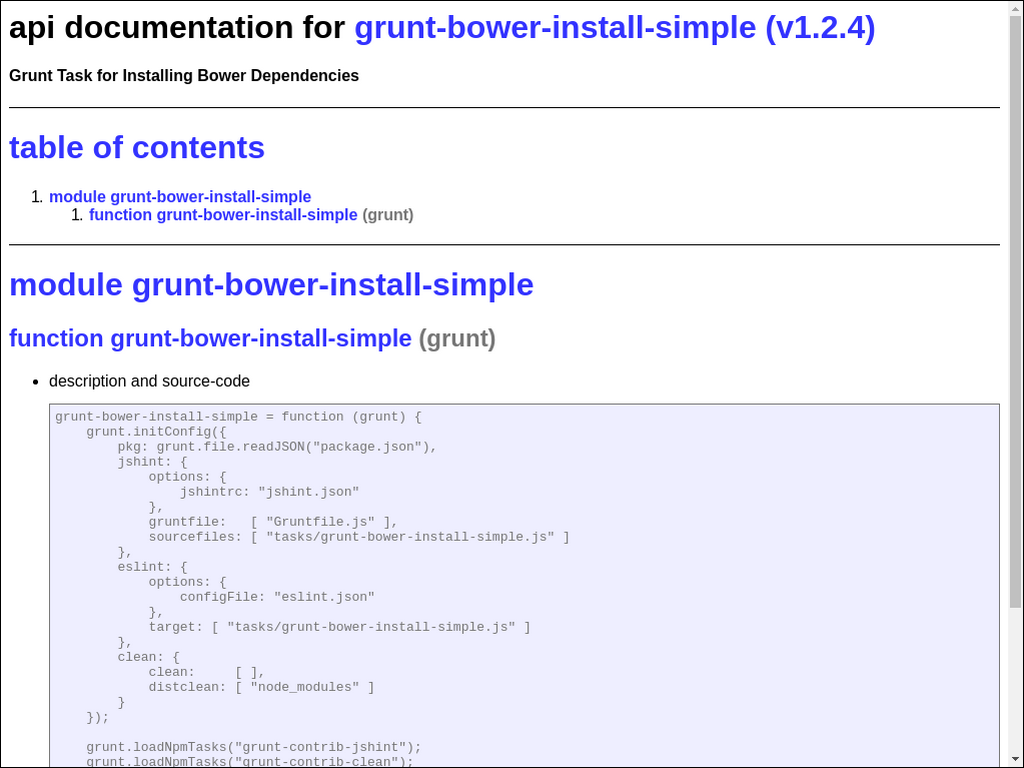 api documentation for grunt-bower-install-simple (v1.2.4)
Grunt Task for Installing Bower Dependencies
table of contents
1. module grunt-bower-install-simple
1. function grunt-bower-install-simple (grunt)
module grunt-bower-install-simple
function grunt-bower-install-simple (grunt)
• description and source-code
grunt-bower-install-simple = function (grunt) {
    grunt.initConfig({
        pkg: grunt.file.readJSON("package.json"),
        jshint: {
            options: {
                jshintrc: "jshint.json"
            },
            gruntfile:   [ "Gruntfile.js" ],
            sourcefiles: [ "tasks/grunt-bower-install-simple.js" ]
        },
        eslint: {
            options: {
                configFile: "eslint.json"
            },
            target: [ "tasks/grunt-bower-install-simple.js" ]
        },
        clean: {
            clean:     [ ],
            distclean: [ "node_modules" ]
        }
    });
    grunt.loadNpmTasks("grunt-contrib-jshint");
    grunt.loadNpmTasks("grunt-contrib-clean");